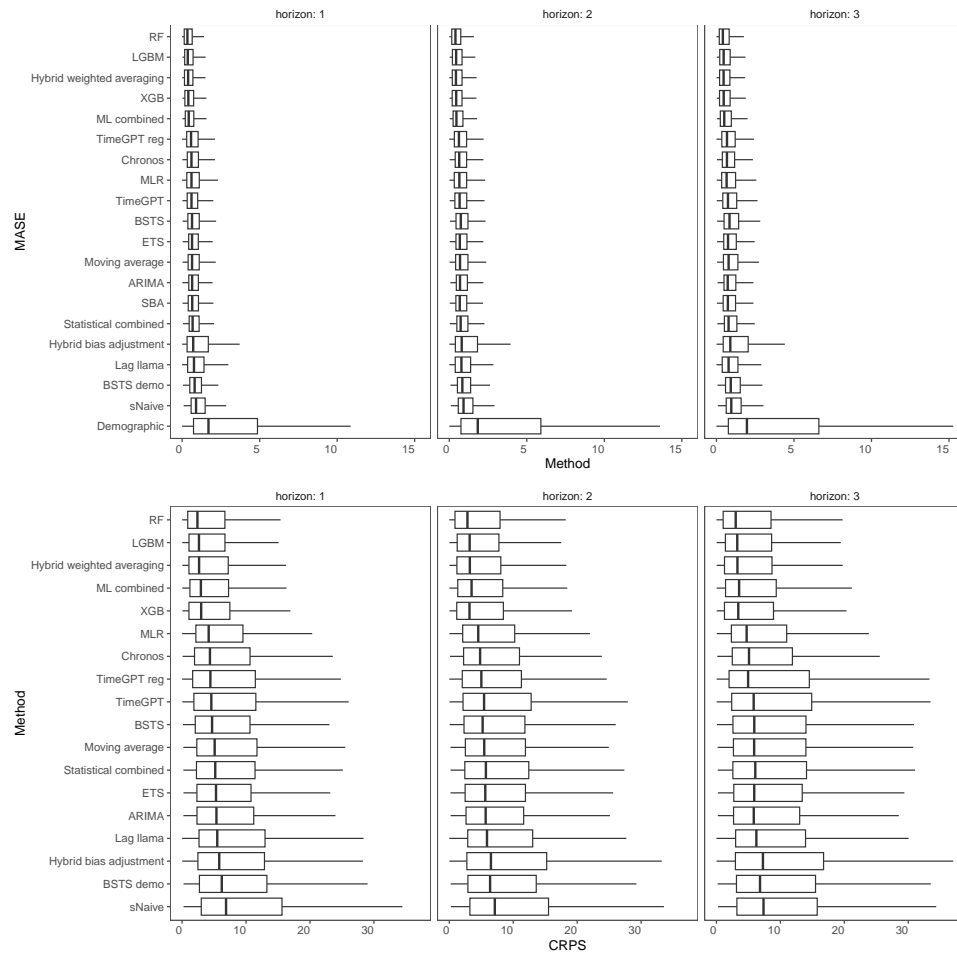 horizon: 1 horizon: 2 horizon: 3
MASE
RF
LGBM
Hybrid weighted averaging
XGB
ML combined
TimeGPT reg
Chronos
MLR
TimeGPT
BSTS
ETS
Moving average
ARIMA
SBA
Statistical combined
Hybrid bias adjustment
Lag llama
BSTS demo
sNaive
Demographic
0 5 10 15 0 5 10 15 0 5 10 15
Method
horizon: 1 horizon: 2 horizon: 3
Method
RF
LGBM
Hybrid weighted averaging
ML combined
XGB
MLR
Chronos
TimeGPT reg
TimeGPT
BSTS
Moving average
Statistical combined
ETS
ARIMA
Lag llama
Hybrid bias adjustment
BSTS demo
sNaive
0 10 20 30 0 10 20 30 0 10 20 30
CRPS